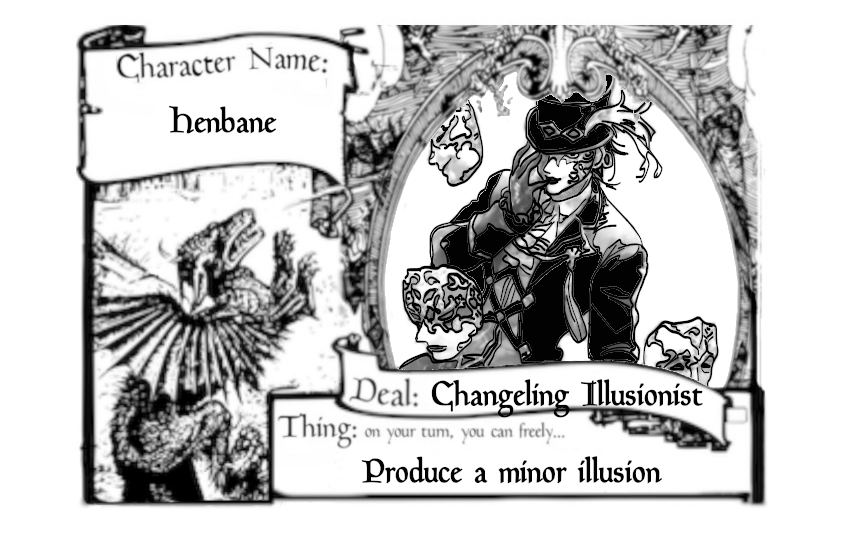 Character Name:
Henbane
Deal: Changeling Illusionist
Thing: on your turn, you can freely...
Produce a minor illusion